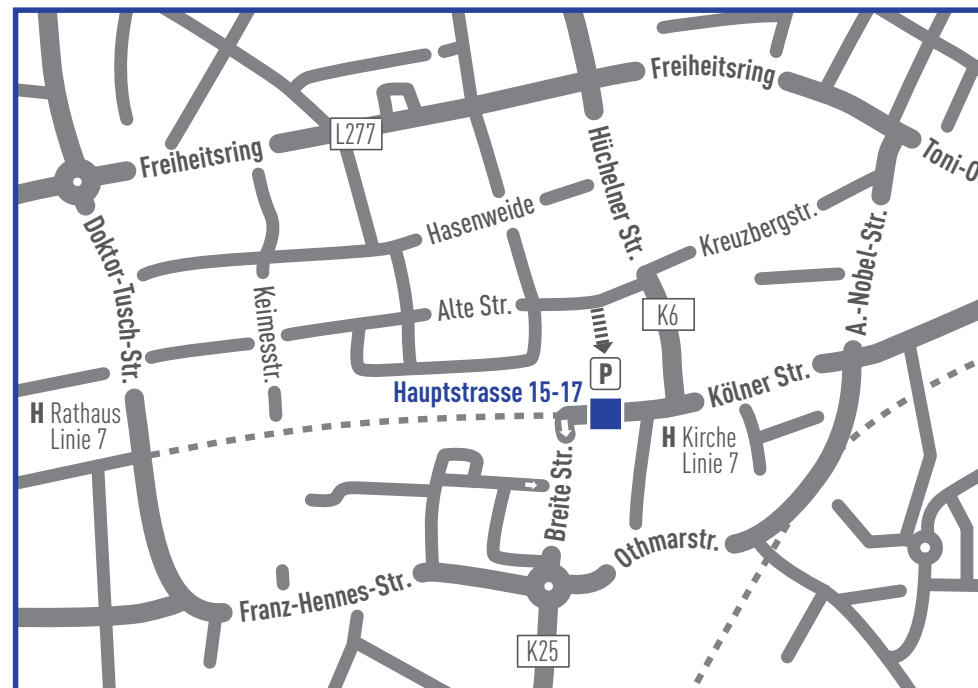 Freiheitsring
L277
Freiheitsring
Toni-O
Hüchelner Str.
Hasenweide
Kreuzbergstr.
Doktor-Tusch-Str.
Keimesstr.
Alte Str.
K6
A.-Nobel-Str.
P
Hauptstrasse 15-17
Kölner Str.
H Rathaus
Linie 7
H Kirche
Linie 7
Breite Str.
Othmarstr.
Franz-Hennes-Str.
K25